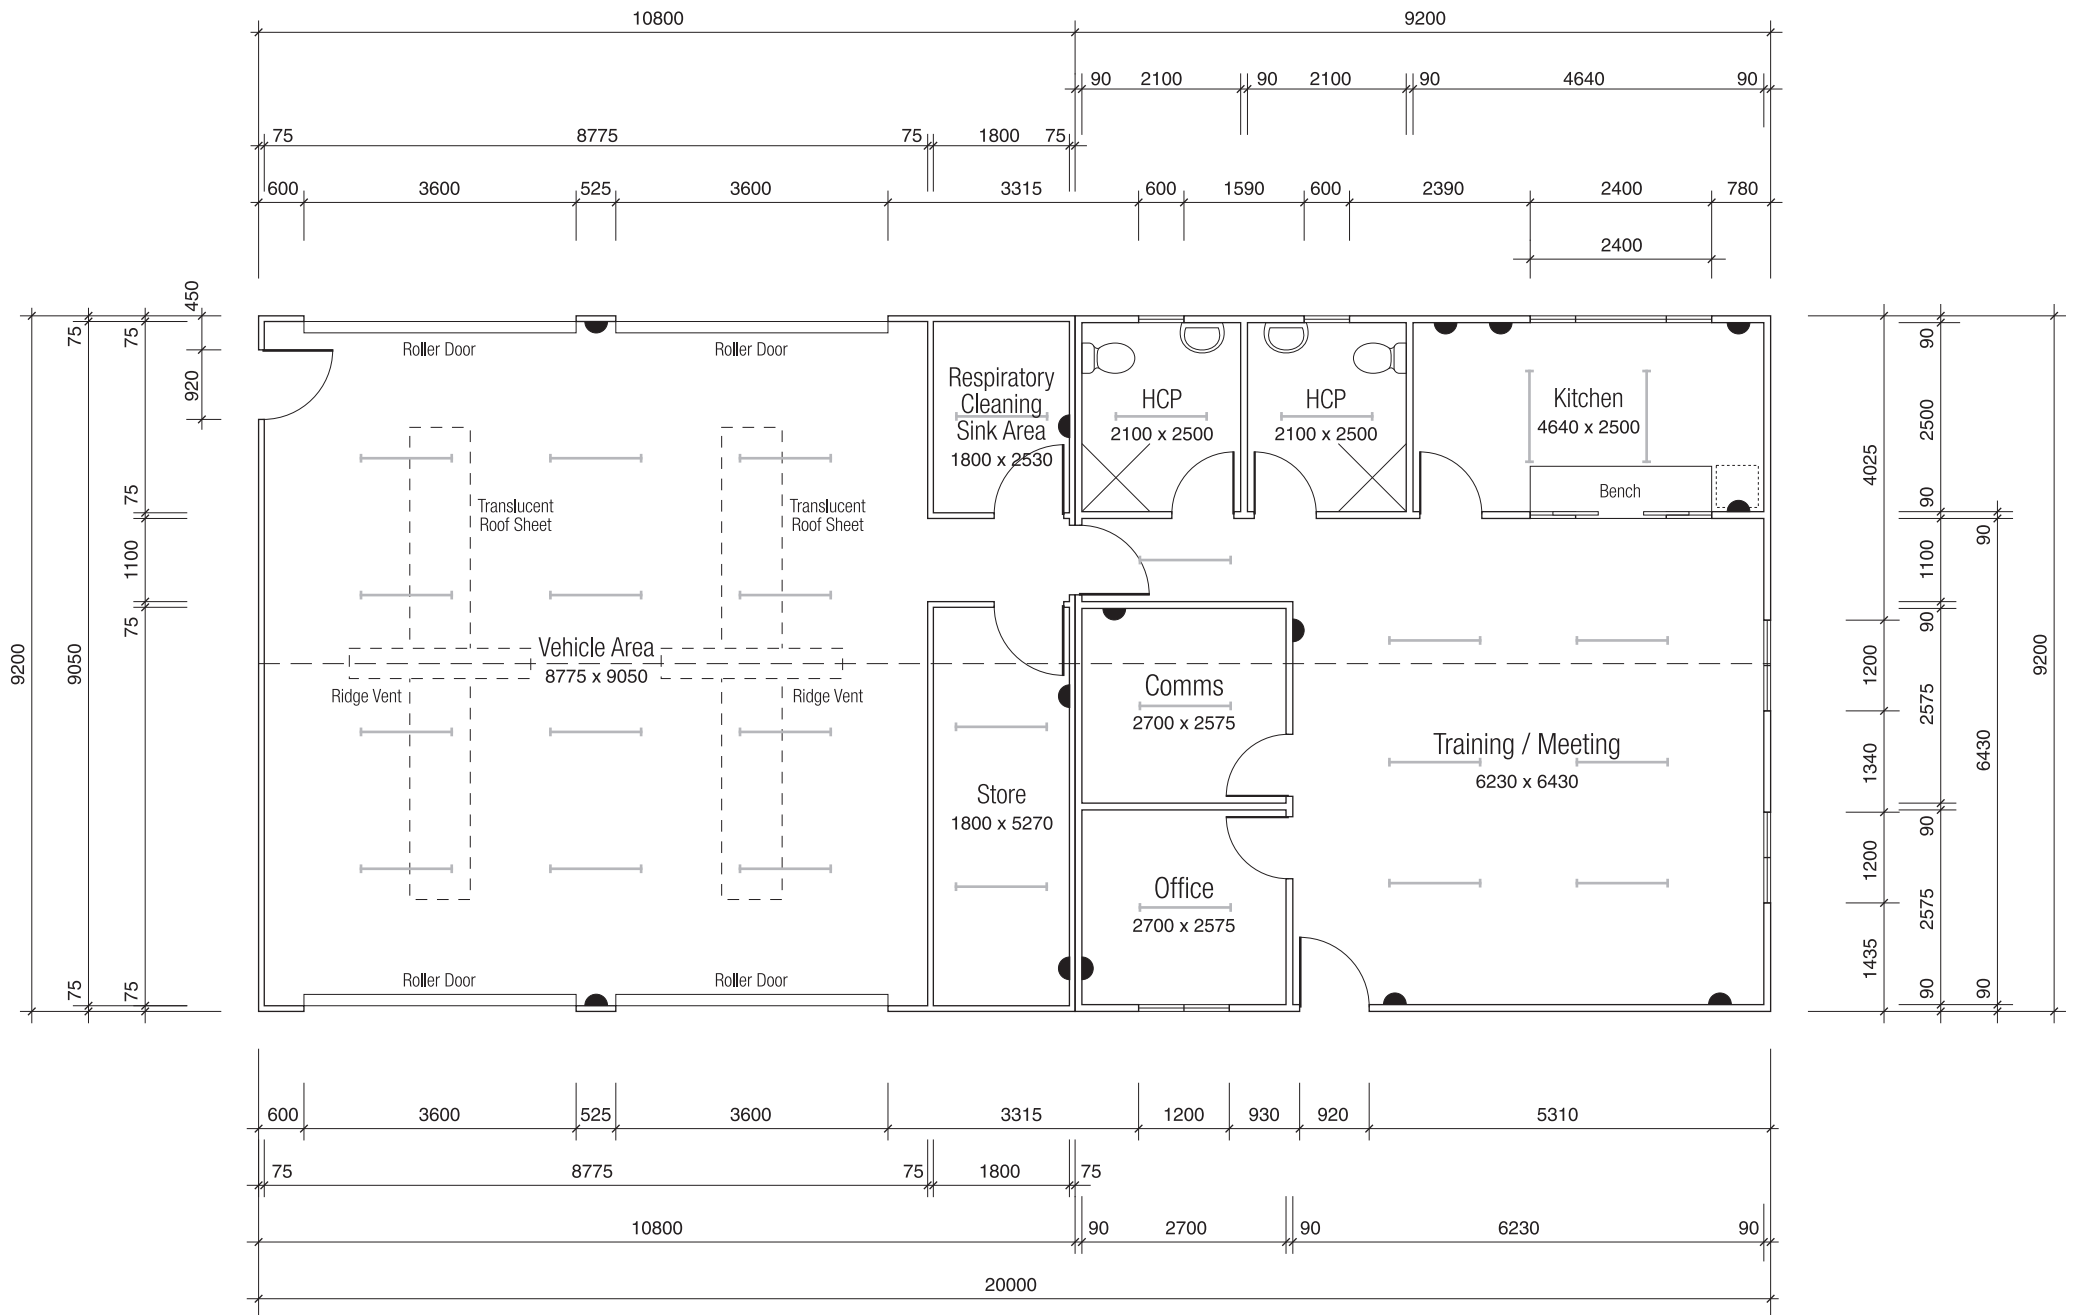 10800 9200
90 2100 90 2100 90 4640 90
75 8775 75 1800 75
600 3600 525 3600 3315 600 1590 600 2390 2400 780
2400
9200
9050
75
75
75
1100
75
75
75
450
920
Roller Door
Roller Door
Respiratory
Cleaning
Sink Area
1800 x 2530
HCP
2100 x 2500
HCP
2100 x 2500
Kitchen
4640 x 2500
Bench
Translucent
Roof Sheet
Translucent
Roof Sheet
Vehicle Area
8775 x 9050
Ridge Vent
Ridge Vent
Comms
2700 x 2575
Training / Meeting
6230 x 6430
Store
1800 x 5270
Office
2700 x 2575
Roller Door
Roller Door
4025
1200
1340
1200
1435
90
2500
90
1100
90
2575
90
2575
90
90
6430
90
9200
600 3600 525 3600 3315 1200 930 920 5310
75 8775 75 1800 75
10800 90 2700 90 6230 90
20000